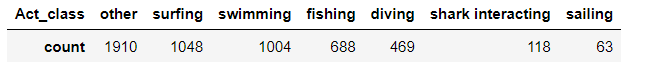 Act_class other surfing swimming fishing diving shark interacting sailing
count 1910 1048 1004 688 469 118 63